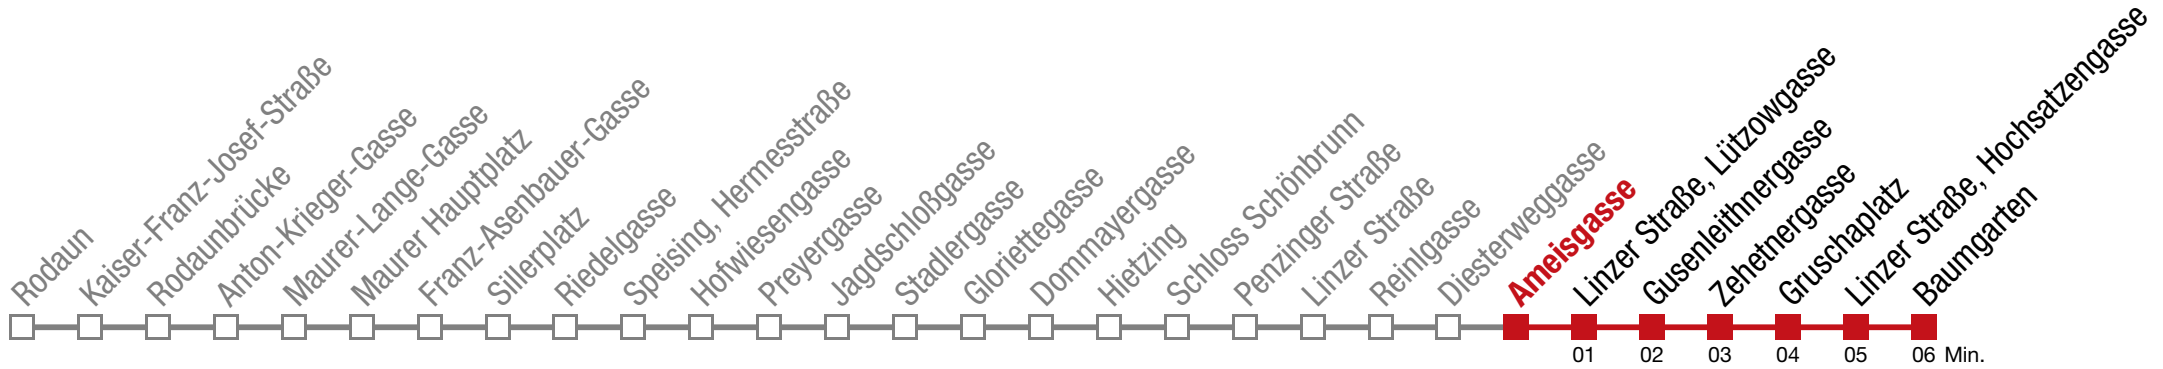 Rodaun
Kaiser-Franz-Josef-Straße
Rodaunbrücke
Anton-Krieger-Gasse
Maurer-Lange-Gasse
Maurer Hauptplatz
Franz-Asenbauer-Gasse
Sillerplatz
Riedelgasse
Speising, Hermesstraße
Hofwiesengasse
Preyergasse
Jagdschloßgasse
Stadlergasse
Gloriettegasse
Dommayergasse
Hietzing
Schloss Schönbrunn
Penzinger Straße
Linzer Straße
Reinlgasse
Diesterweggasse
Ameisgasse
Linzer Straße, Lützowgasse
Gusenleithnergasse
Zehetnergasse
Gruschaplatz
Linzer Straße, Hochsatzengasse
Baumgarten
01 02 03 04 05 06 Min.